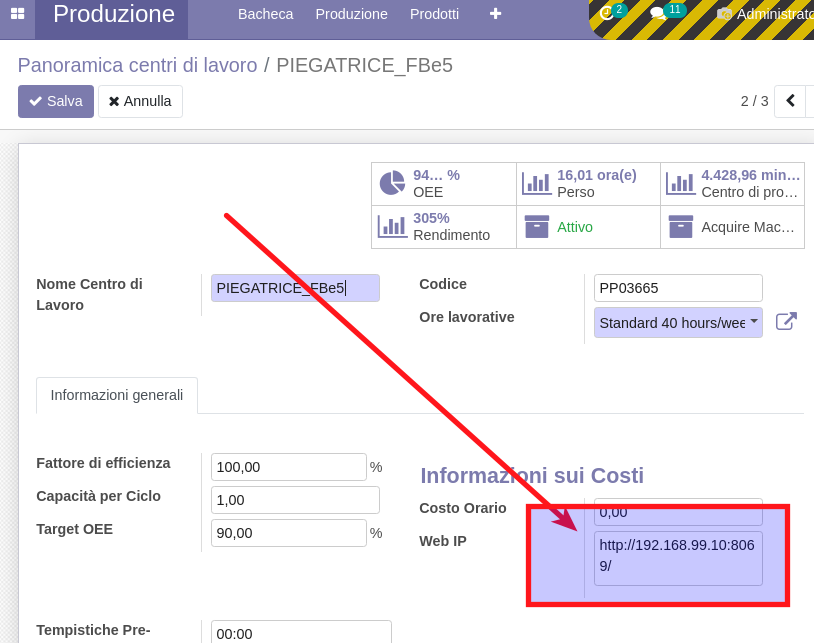 Produzione Bacheca Produzione Prodotti 2 11 Administrato
Panoramica centri di lavoro / PIEGATRICE_FBe5
Salva Annulla 2 / 3
94… % OEE
16,01 ora(e) Perso
4.428,96 min… Centro di pro…
305% Rendimento
Attivo
Acquire Mac…
Nome Centro di Lavoro PIEGATRICE_FBe5
Codice PP03665
Ore lavorative Standard 40 hours/wee
Informazioni generali
Fattore di efficienza 100,00 %
Capacità per Ciclo 1,00
Target OEE 90,00 %
Informazioni sui Costi
Costo Orario 0,00
Web IP http://192.168.99.10:806
9/
Tempistiche Pre- 00:00